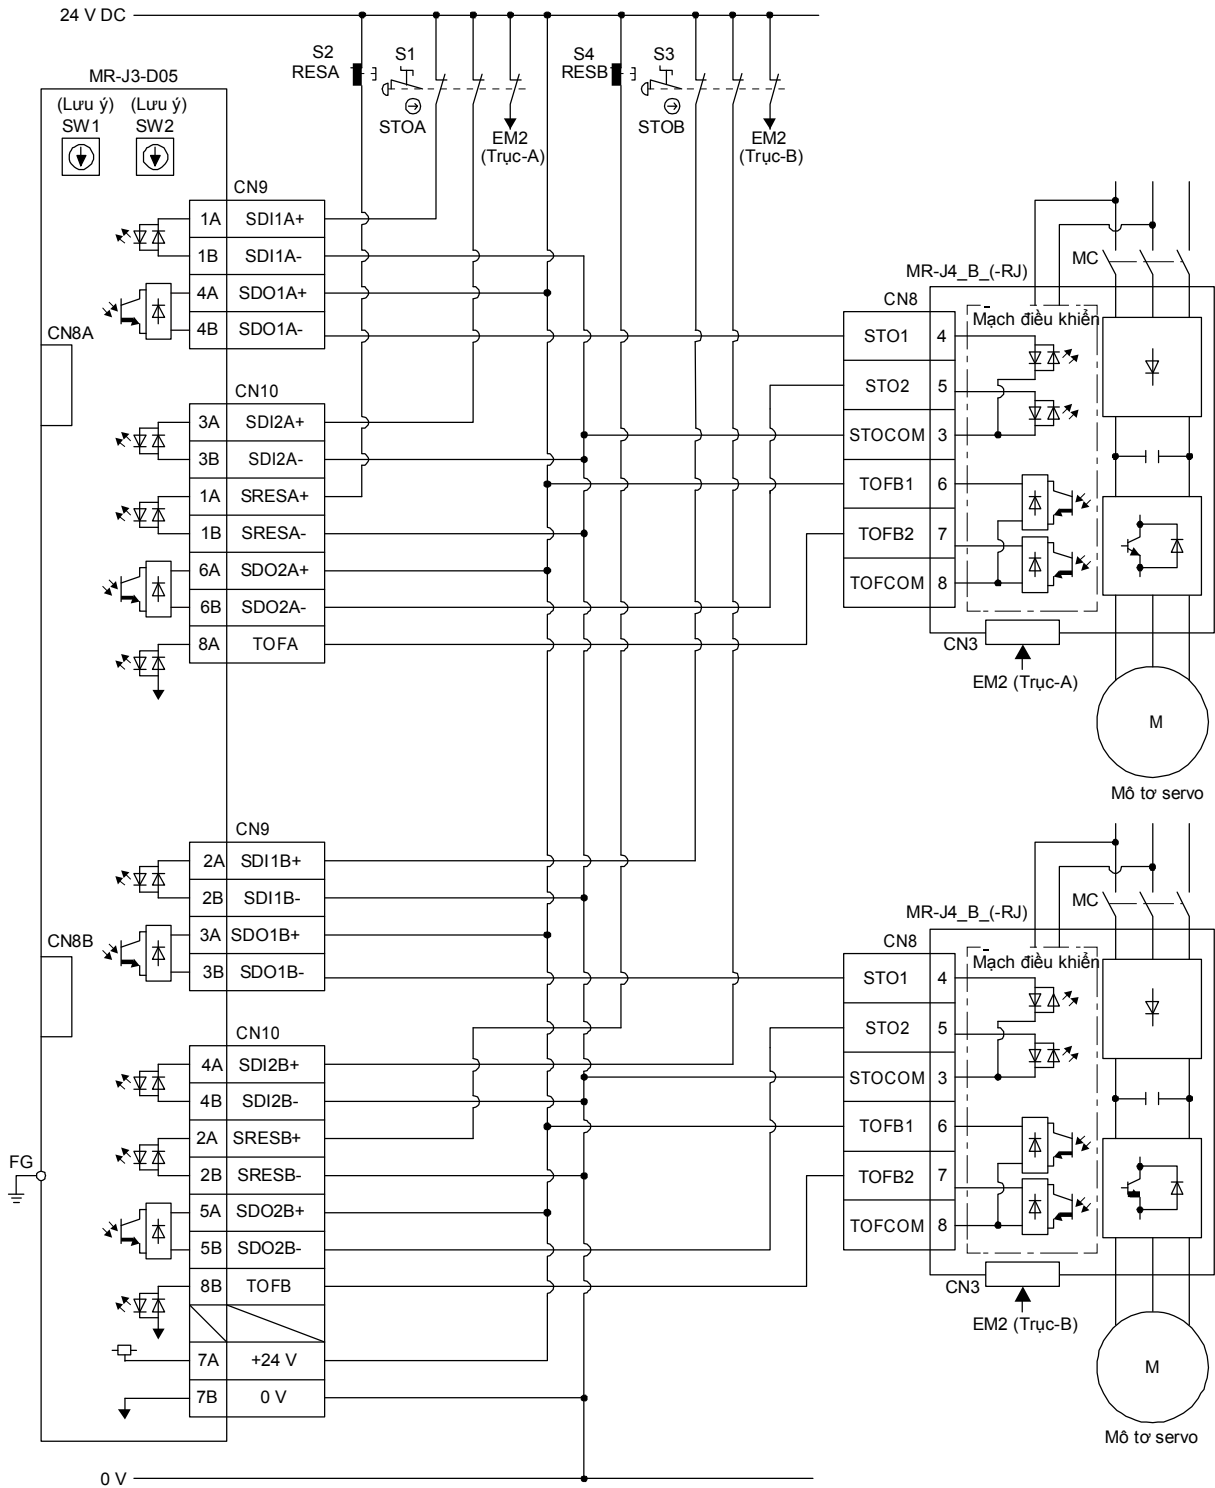 24 V DC
S2
RESA
S1
STOA
EM2
(Trục-A)
S4
RESB
S3
STOB
EM2
(Trục-B)
MR-J3-D05
(Lưu ý) (Lưu ý)
SW1 SW2
CN9
1A SDI1A+
1B SDI1A-
4A SDO1A+
4B SDO1A-
CN8A
CN10
3A SDI2A+
3B SDI2A-
1A SRESA+
1B SRESA-
6A SDO2A+
6B SDO2A-
8A TOFA
MC
MR-J4_B_(-RJ)
CN8
Mạch điều khiển
STO1 4
STO2 5
STOCOM 3
TOFB1 6
TOFB2 7
TOFCOM 8
CN3
EM2 (Trục-A)
M
Mô tơ servo
CN9
2A SDI1B+
2B SDI1B-
3A SDO1B+
3B SDO1B-
CN8B
CN10
4A SDI2B+
4B SDI2B-
2A SRESB+
2B SRESB-
5A SDO2B+
5B SDO2B-
8B TOFB
7A +24 V
7B 0 V
FG
0 V
MC
MR-J4_B_(-RJ)
CN8
Mạch điều khiển
STO1 4
STO2 5
STOCOM 3
TOFB1 6
TOFB2 7
TOFCOM 8
CN3
EM2 (Trục-B)
M
Mô tơ servo